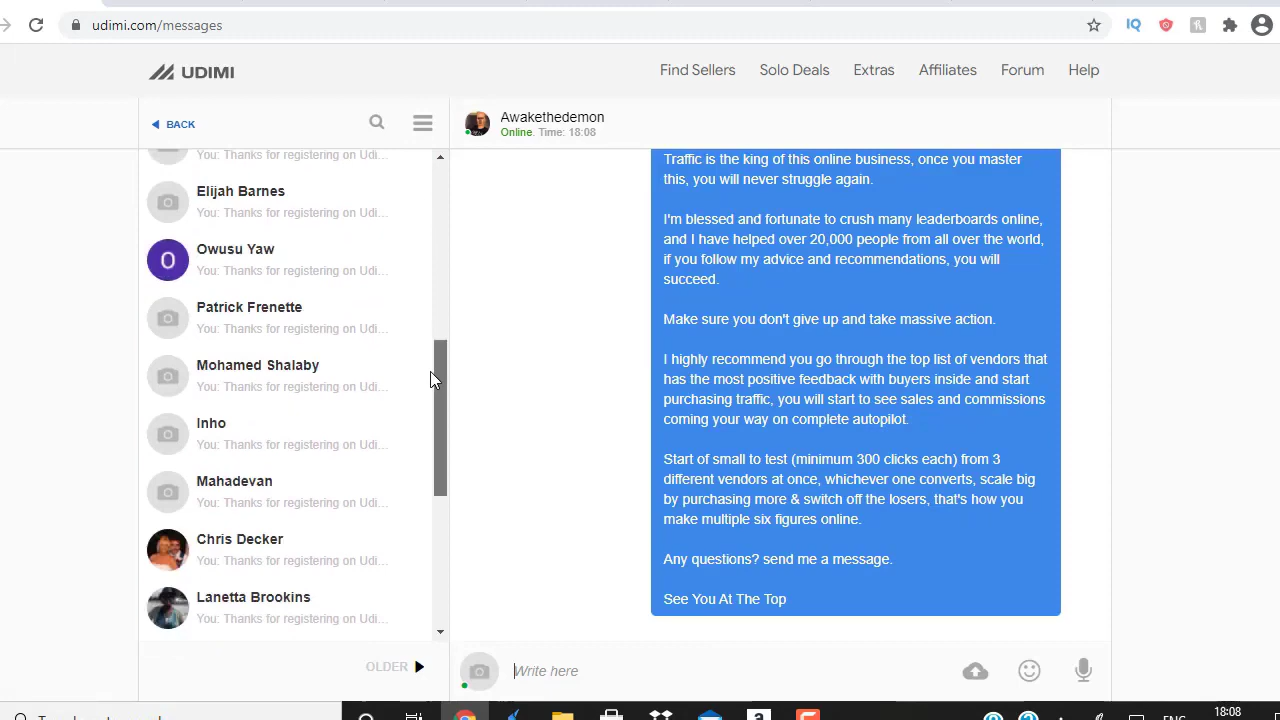 udimi.com/messages
UDIMI
Find Sellers
Solo Deals
Extras
Affiliates
Forum
Help
BACK
Awakethedemon
Online. Time: 18:08
You: Thanks for registering on Udi...
Elijah Barnes
You: Thanks for registering on Udi...
Owusu Yaw
You: Thanks for registering on Udi...
Patrick Frenette
You: Thanks for registering on Udi...
Mohamed Shalaby
You: Thanks for registering on Udi...
Inho
You: Thanks for registering on Udi...
Mahadevan
You: Thanks for registering on Udi...
Chris Decker
You: Thanks for registering on Udi...
Lanetta Brookins
You: Thanks for registering on Udi...
OLDER
Traffic is the king of this online business, once you master
this, you will never struggle again.
I'm blessed and fortunate to crush many leaderboards online,
and I have helped over 20,000 people from all over the world,
if you follow my advice and recommendations, you will
succeed.
Make sure you don't give up and take massive action.
I highly recommend you go through the top list of vendors that
has the most positive feedback with buyers inside and start
purchasing traffic, you will start to see sales and commissions
coming your way on complete autopilot.
Start of small to test (minimum 300 clicks each) from 3
different vendors at once, whichever one converts, scale big
by purchasing more & switch off the losers, that's how you
make multiple six figures online.
Any questions? send me a message.
See You At The Top
Write here
18:08